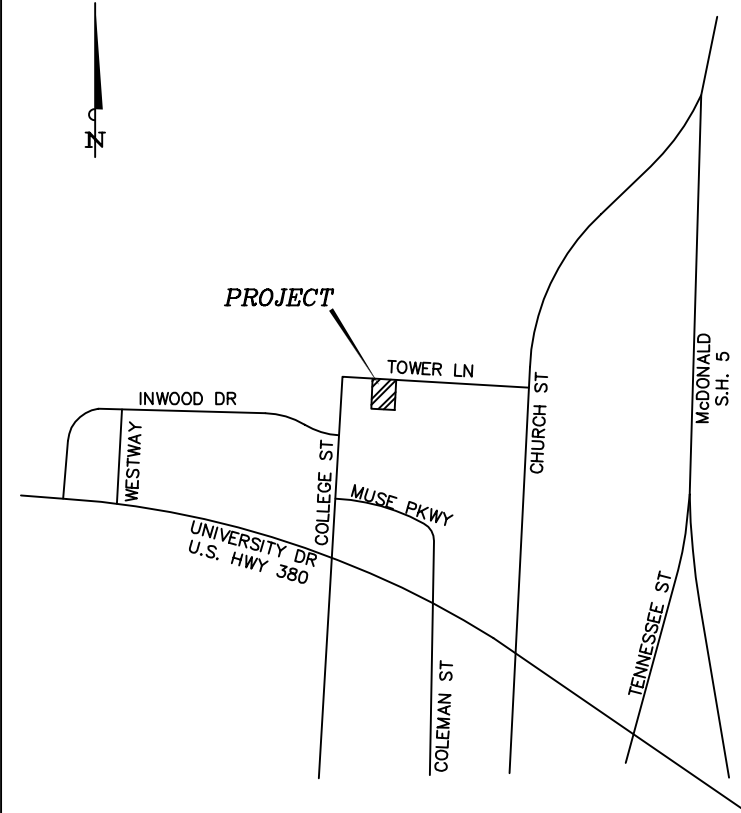 N
PROJECT
TOWER LN
INWOOD DR
WESTWAY
COLLEGE ST
MUSE PKWY
UNIVERSITY DR
U.S. HWY 380
CHURCH ST
McDONALD
S.H. 5
TENNESSEE ST
COLEMAN ST